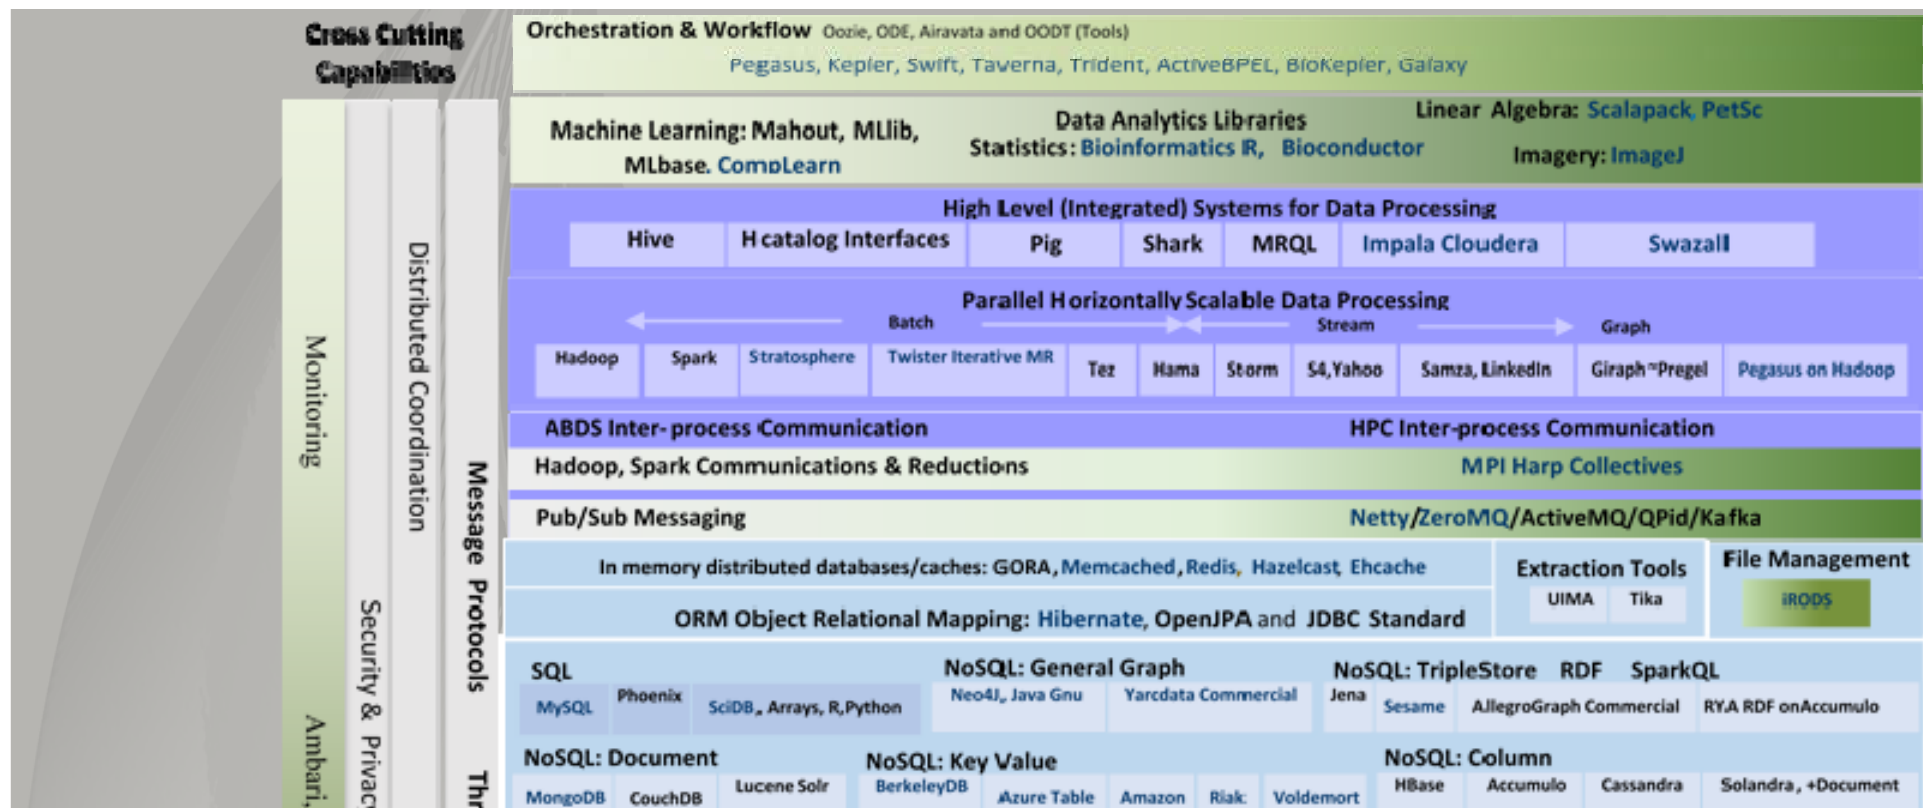 Cross Cutting
Capabilities
Orchestration & Workflow Oozie, ODE, Airavata and OODT (Tools)
Pegasus, Kepler, Swift, Taverna, Trident, ActiveBPEL, BioKepler, Galaxy
Machine Learning: Mahout, MLlib,
MLbase, CompLearn
Data Analytics Libraries
Statistics: Bioinformatics R, Bioconductor
Linear Algebra: Scalapack, PetSc
Imagery: ImageJ
High Level (Integrated) Systems for Data Processing
Hive
Hcatalog Interfaces
Pig
Shark
MRQL
Impala Cloudera
Swazall
Parallel Horizontally Scalable Data Processing
Batch
Stream
Graph
Hadoop
Spark
Stratosphere
Twister Iterative MR
Tez
Hama
Storm
S4, Yahoo
Samza, LinkedIn
Giraph ~Pregel
Pegasus on Hadoop
ABDS Inter-process Communication
HPC Inter-process Communication
Hadoop, Spark Communications & Reductions
MPI Harp Collectives
Pub/Sub Messaging
Netty/ZeroMQ/ActiveMQ/QPid/Kafka
In memory distributed databases/caches: GORA, Memcached, Redis, Hazelcast, Ehcache
ORM Object Relational Mapping: Hibernate, OpenJPA and JDBC Standard
Extraction Tools
UIMA
Tika
File Management
iRODS
SQL
MySQL
Phoenix
SciDB, Arrays, R,Python
NoSQL: General Graph
Neo4J, Java Gnu
Yarcdata Commercial
NoSQL: TripleStore RDF SparkQL
Jena
Sesame
AllegroGraph Commercial
RYA RDF onAccumulo
NoSQL: Document
MongoDB
CouchDB
Lucene Solr
NoSQL: Key Value
BerkeleyDB
Azure Table
Amazon
Riak
Voldemort
NoSQL: Column
HBase
Accumulo
Cassandra
Solandra, +Document
Monitoring
Ambari,
Security & Privac
Distributed Coordination
Message Protocols
Thr